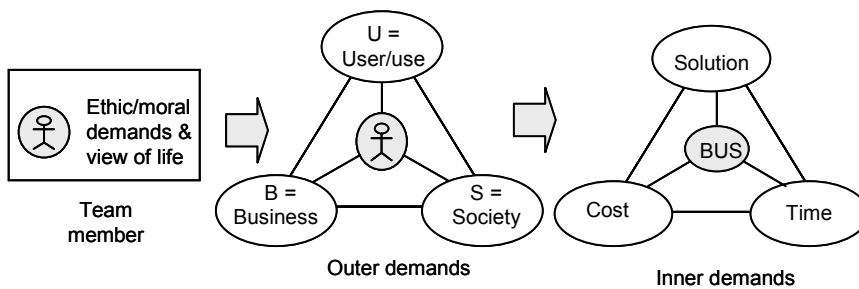 Ethic/moral
demands &
view of life
Team
member
U =
User/use
B =
Business
S =
Society
Outer demands
Solution
BUS
Cost
Time
Inner demands